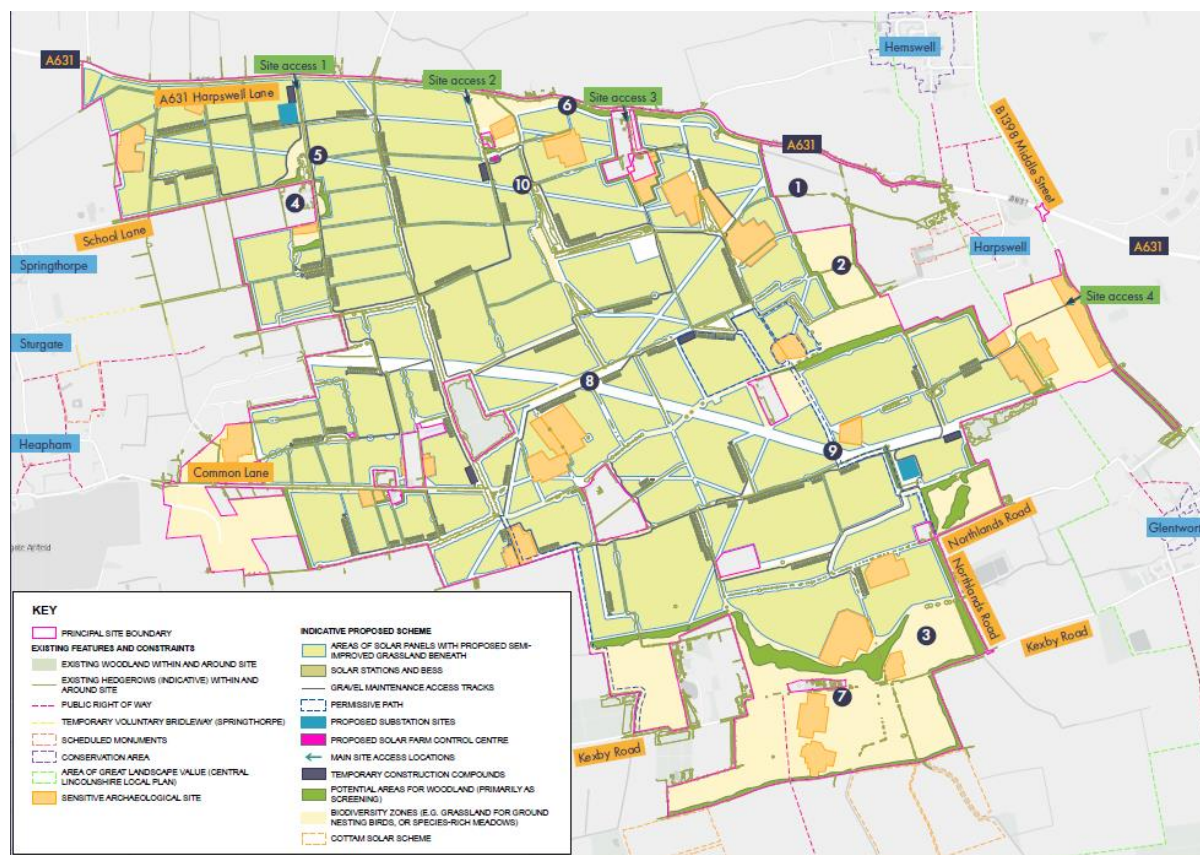 Hemswell
A631
Site access 1
Site access 2
A631 Harpswell Lane
6
Site access 3
B1398 Middle Street
5
A631
10
1
4
School Lane
Harpswell
A631
Springthorpe
2
Site access 4
Sturgate
8
Heapham
9
Common Lane
Glentwort
Northlands Road
Northlands Road
3
Kexby Road
7
Kexby Road
KEY
PRINCIPAL SITE BOUNDARY
EXISTING FEATURES AND CONSTRAINTS
EXISTING WOODLAND WITHIN AND AROUND SITE
EXISTING HEDGEROWS (INDICATIVE) WITHIN AND
AROUND SITE
PUBLIC RIGHT OF WAY
TEMPORARY VOLUNTARY BRIDLEWAY (SPRINGTHORPE)
SCHEDULED MONUMENTS
CONSERVATION AREA
AREA OF GREAT LANDSCAPE VALUE (CENTRAL
LINCOLNSHIRE LOCAL PLAN)
SENSITIVE ARCHAEOLOGICAL SITE
INDICATIVE PROPOSED SCHEME
AREAS OF SOLAR PANELS WITH PROPOSED SEMI-
IMPROVED GRASSLAND BENEATH
SOLAR STATIONS AND BESS
GRAVEL MAINTENANCE ACCESS TRACKS
PERMISSIVE PATH
PROPOSED SUBSTATION SITES
PROPOSED SOLAR FARM CONTROL CENTRE
MAIN SITE ACCESS LOCATIONS
TEMPORARY CONSTRUCTION COMPOUNDS
POTENTIAL AREAS FOR WOODLAND (PRIMARILY AS
SCREENING)
BIODIVERSITY ZONES (E.G. GRASSLAND FOR GROUND
NESTING BIRDS, OR SPECIES-RICH MEADOWS)
COTTAM SOLAR SCHEME